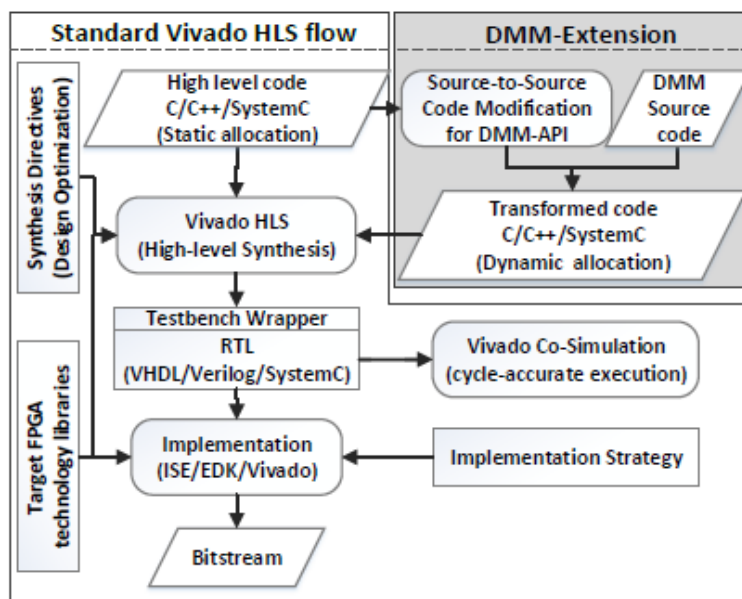 Standard Vivado HLS flow
DMM-Extension
Synthesis Directives
(Design Optimization)
High level code
C/C++/SystemC
(Static allocation)
Source-to-Source
Code Modification
for DMM-API
DMM
Source
code
Transformed code
C/C++/SystemC
(Dynamic allocation)
Vivado HLS
(High-level Synthesis)
Testbench Wrapper
RTL
(VHDL/Verilog/SystemC)
Vivado Co-Simulation
(cycle-accurate execution)
Target FPGA
technology libraries
Implementation
(ISE/EDK/Vivado)
Implementation Strategy
Bitstream